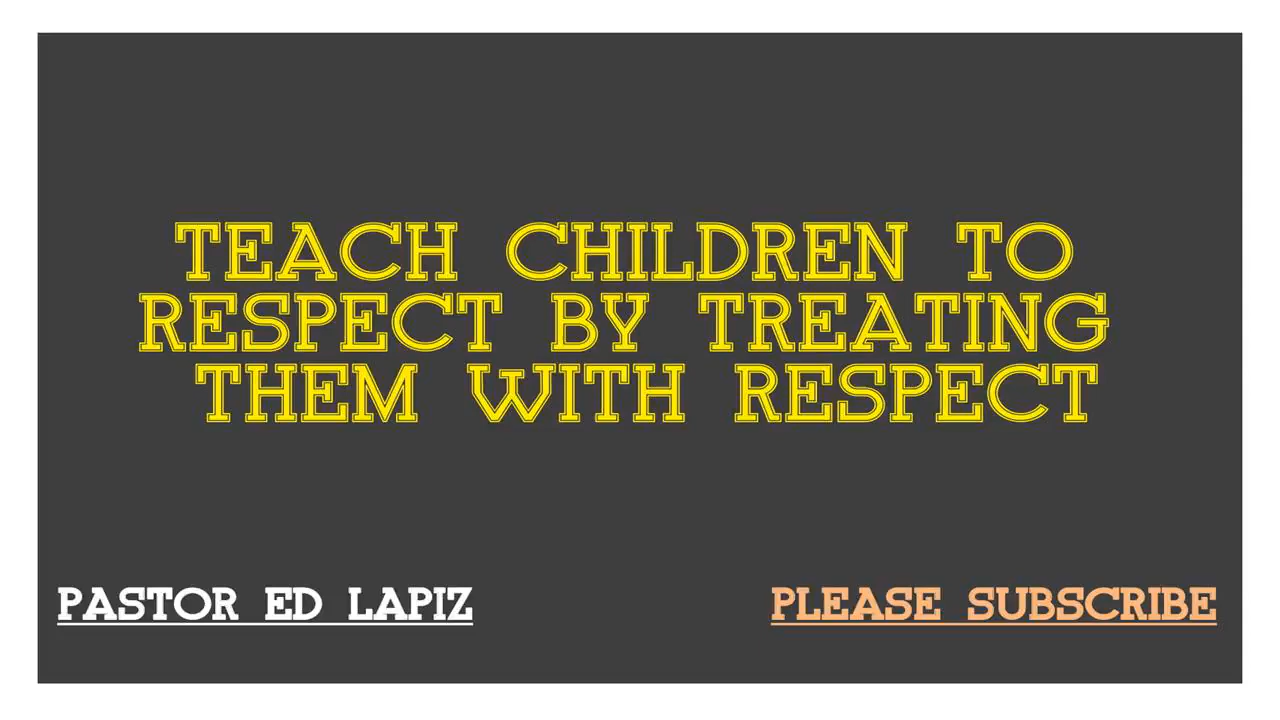 TEACH CHILDREN TO
RESPECT BY TREATING
THEM WITH RESPECT
PASTOR ED LAPIZ
PLEASE SUBSCRIBE